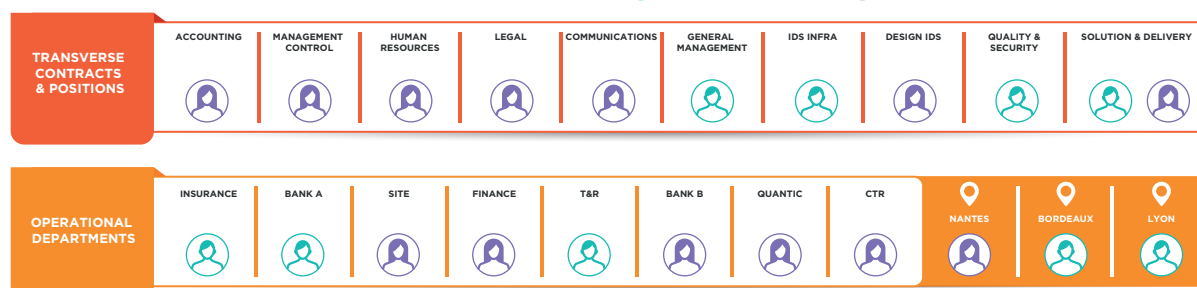 TRANSVERSE
CONTRACTS
& POSITIONS
ACCOUNTING
MANAGEMENT
CONTROL
HUMAN
RESOURCES
LEGAL
COMMUNICATIONS
GENERAL
MANAGEMENT
IDS INFRA
DESIGN IDS
QUALITY &
SECURITY
SOLUTION & DELIVERY
OPERATIONAL
DEPARTMENTS
INSURANCE
BANK A
SITE
FINANCE
T&R
BANK B
QUANTIC
CTR
NANTES
BORDEAUX
LYON